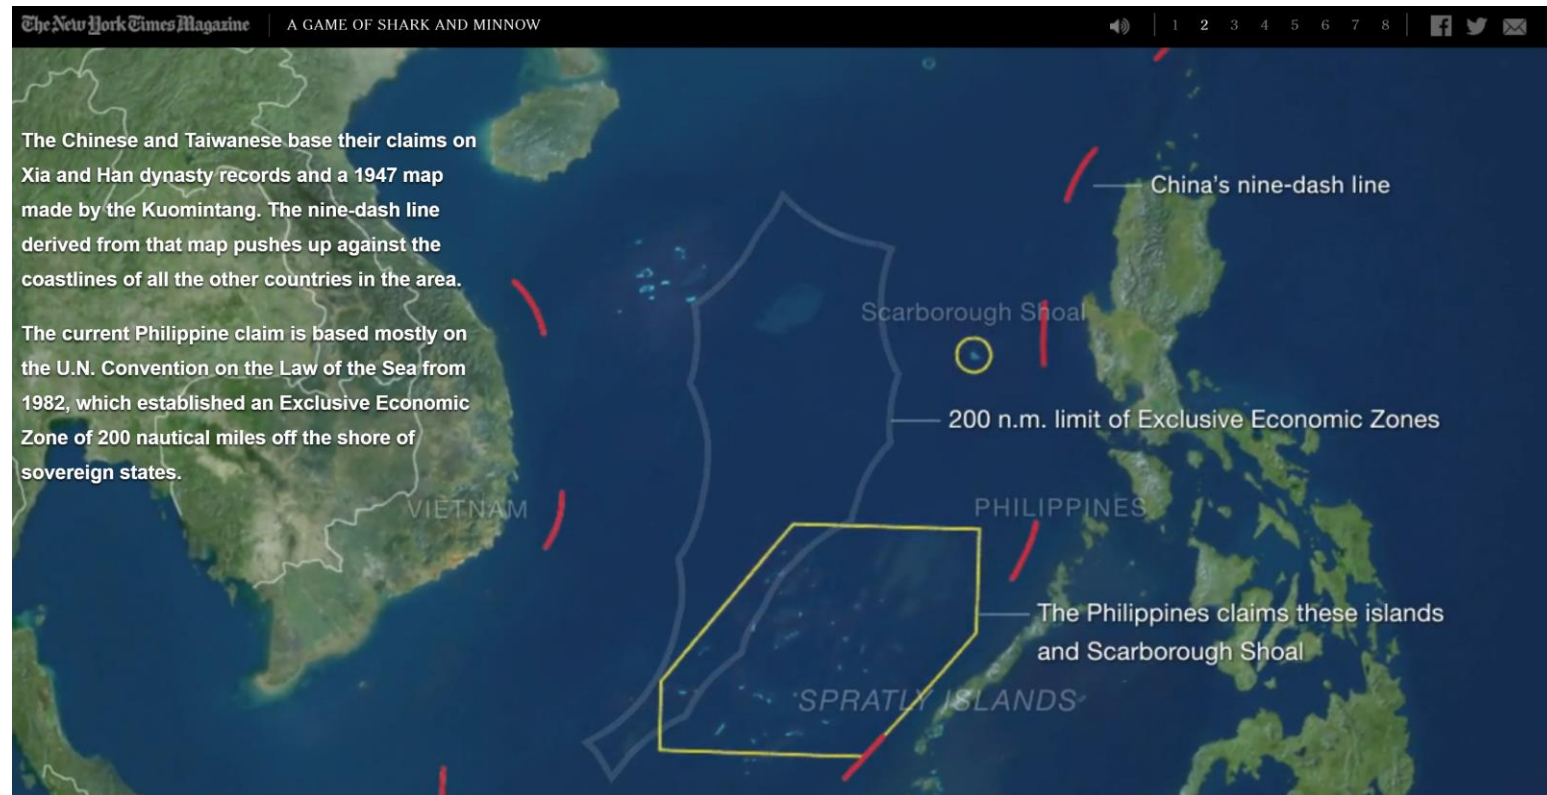 The New York Times Magazine
A GAME OF SHARK AND MINNOW
1 2 3 4 5 6 7 8
The Chinese and Taiwanese base their claims on
Xia and Han dynasty records and a 1947 map
made by the Kuomintang. The nine-dash line
derived from that map pushes up against the
coastlines of all the other countries in the area.
The current Philippine claim is based mostly on
the U.N. Convention on the Law of the Sea from
1982, which established an Exclusive Economic
Zone of 200 nautical miles off the shore of
sovereign states.
China's nine-dash line
Scarborough Shoal
200 n.m. limit of Exclusive Economic Zones
VIETNAM
PHILIPPINES
The Philippines claims these islands
and Scarborough Shoal
SPRATLY ISLANDS